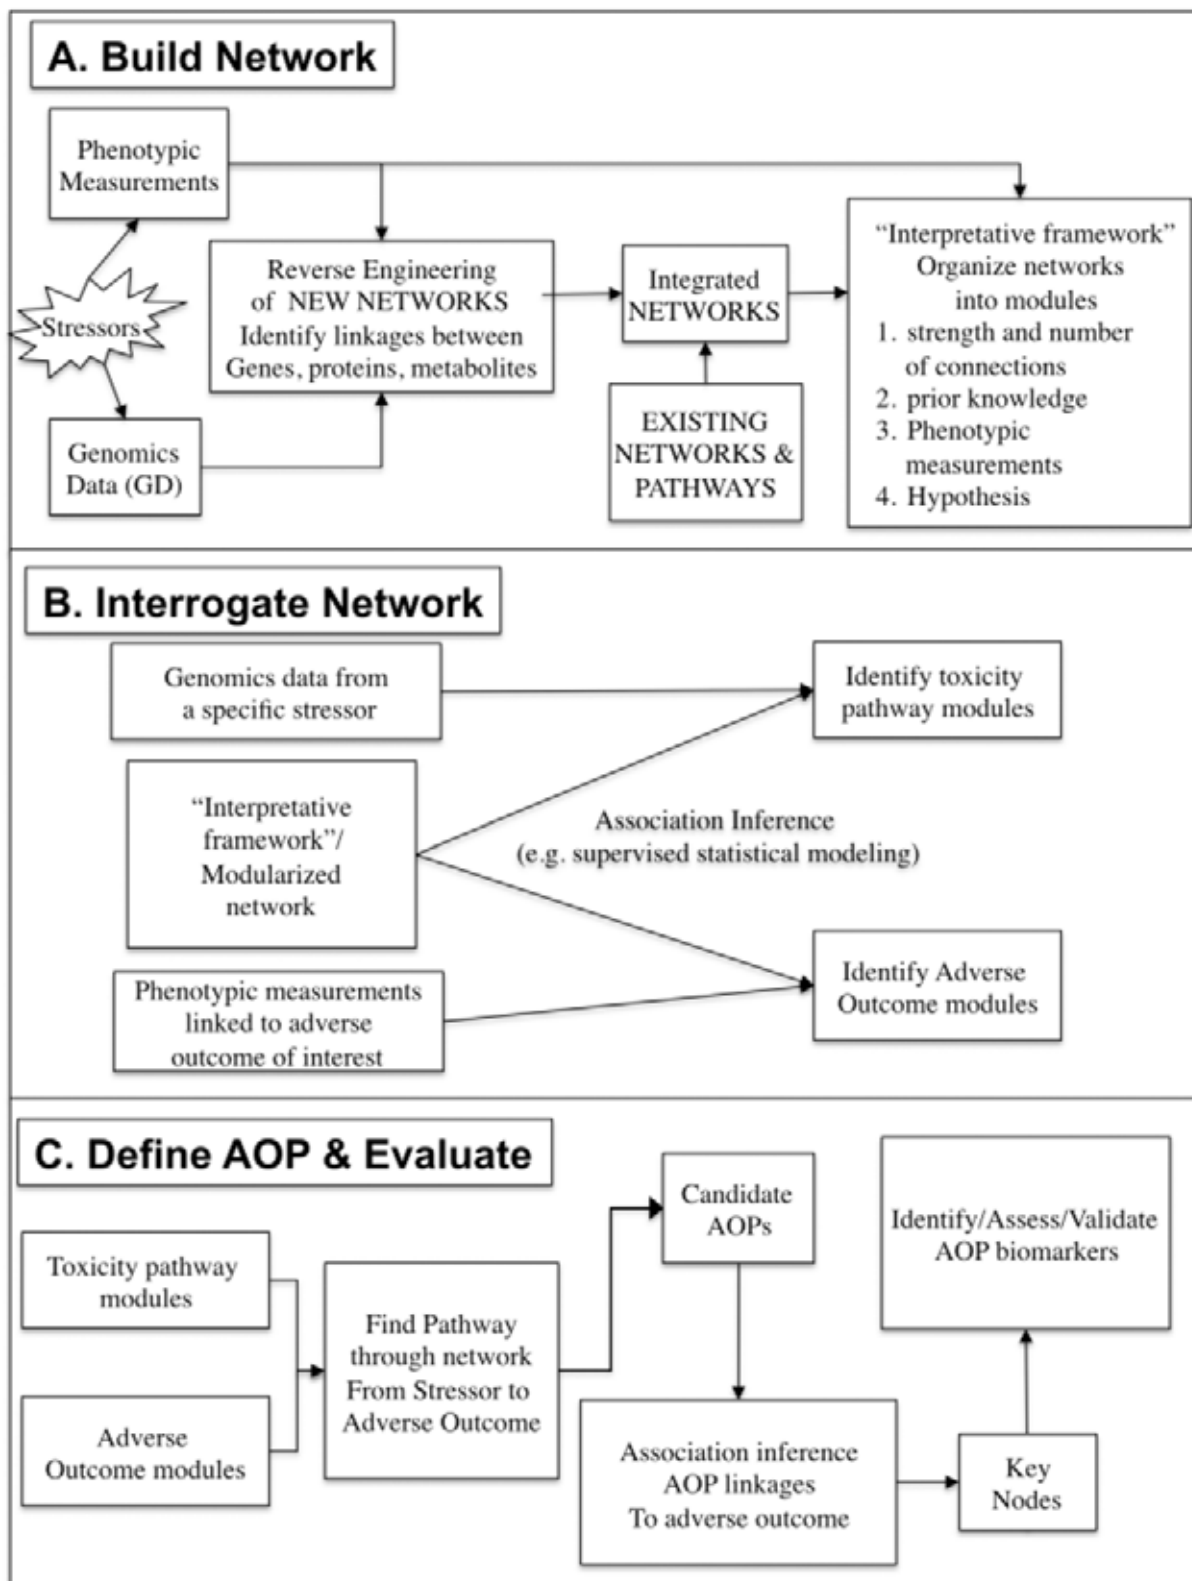 A. Build Network
Phenotypic
Measurements
Stressors
Genomics
Data (GD)
Reverse Engineering
of NEW NETWORKS
Identify linkages between
Genes, proteins, metabolites
Integrated
NETWORKS
EXISTING
NETWORKS &
PATHWAYS
“Interpretative framework”
Organize networks
into modules
1. strength and number
of connections
2. prior knowledge
3. Phenotypic
measurements
4. Hypothesis
B. Interrogate Network
Genomics data from
a specific stressor
“Interpretative
framework”/
Modularized
network
Phenotypic measurements
linked to adverse
outcome of interest
Association Inference
(e.g. supervised statistical modeling)
Identify toxicity
pathway modules
Identify Adverse
Outcome modules
C. Define AOP & Evaluate
Toxicity pathway
modules
Adverse
Outcome modules
Find Pathway
through network
From Stressor to
Adverse Outcome
Candidate
AOPs
Association inference
AOP linkages
To adverse outcome
Key
Nodes
Identify/Assess/Validate
AOP biomarkers